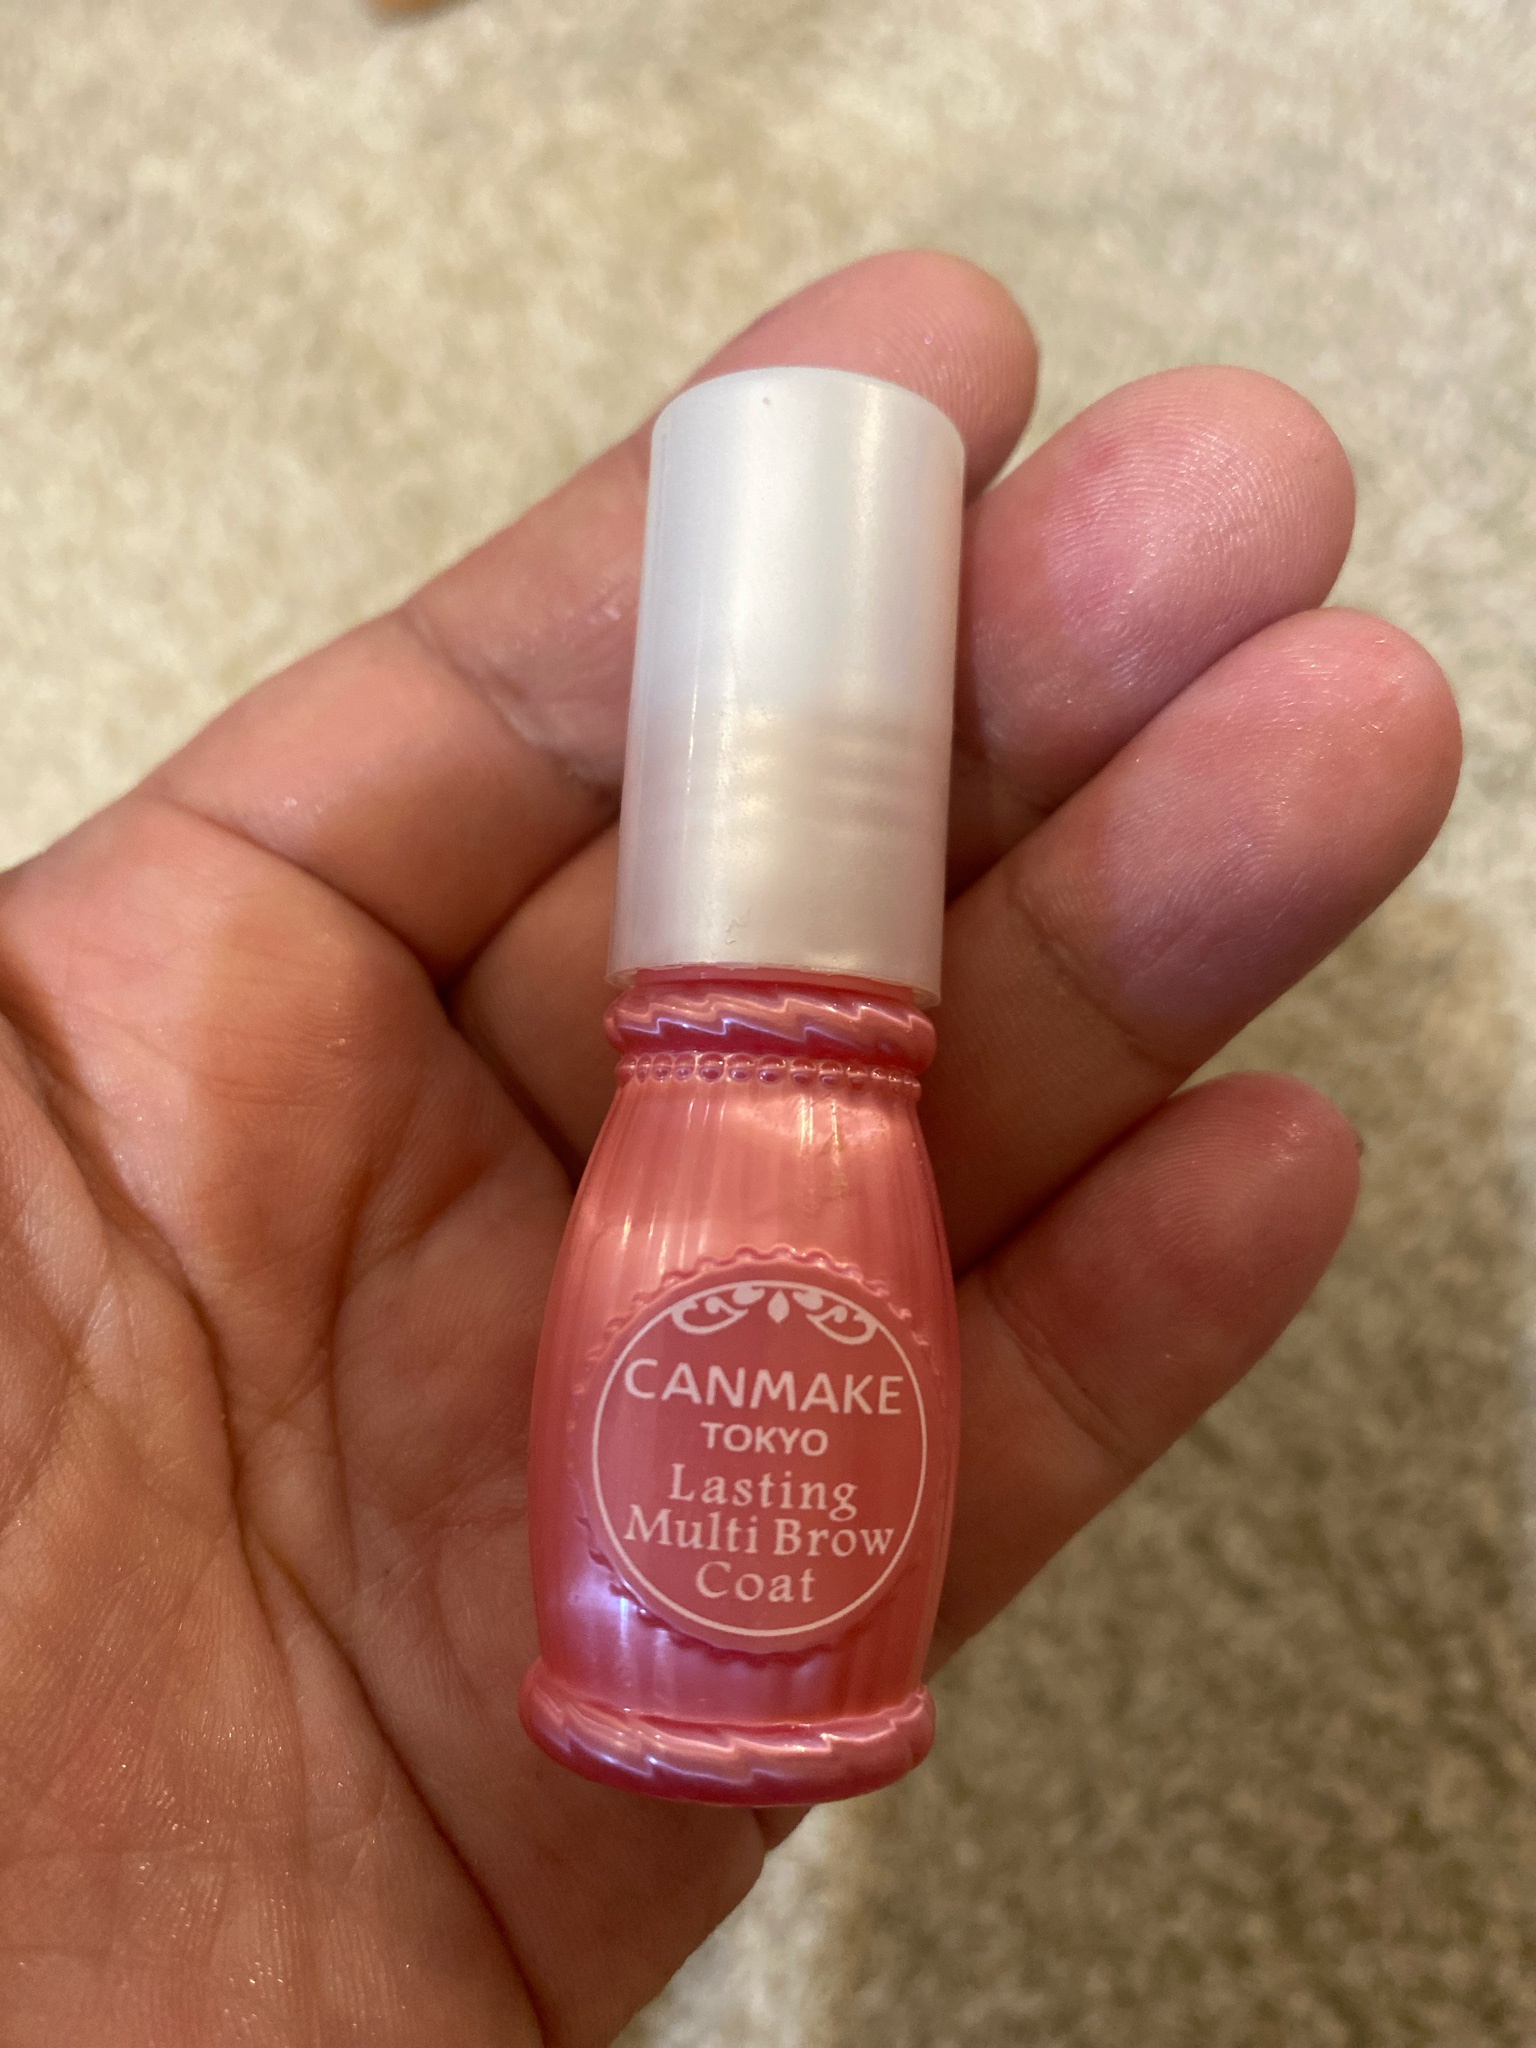 CANMAKE
TOKYO
Lasting
Multi Brow
Coat